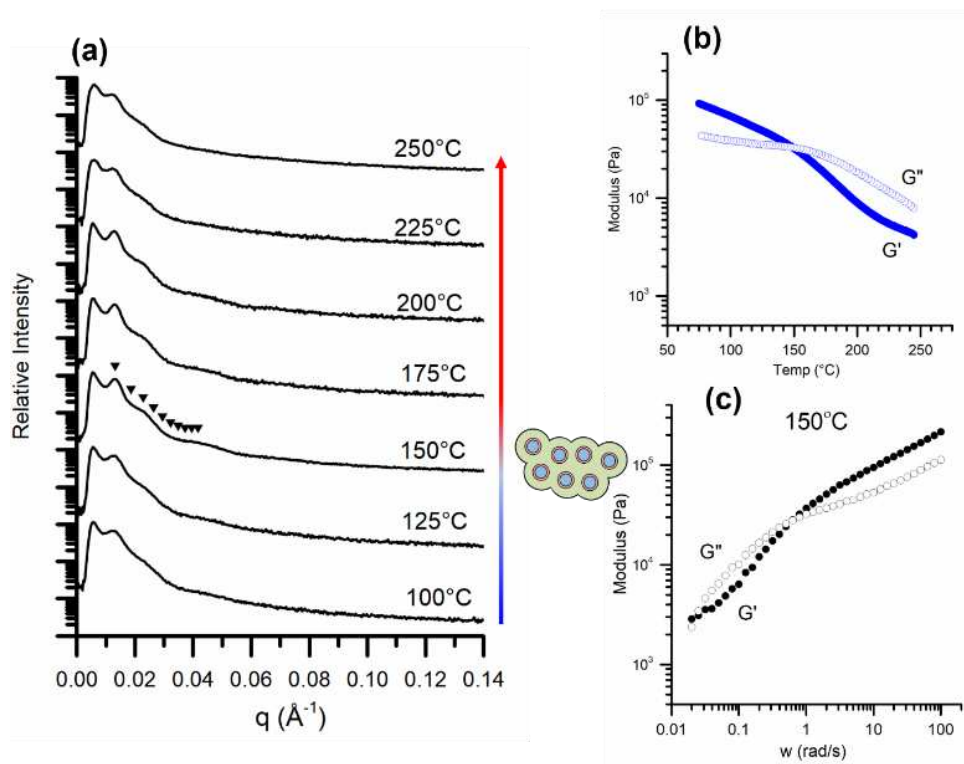 (a)
250°C
225°C
200°C
175°C
150°C
125°C
100°C
Relative Intensity
0.00 0.02 0.04 0.06 0.08 0.10 0.12 0.14
q (Å⁻¹)
(b)
10⁵
10⁴
10³
Modulus (Pa)
G"
G'
50 100 150 200 250
Temp (°C)
(c)
150°C
10⁵
10⁴
10³
Modulus (Pa)
G"
G'
0.01 0.1 1 10 100
w (rad/s)